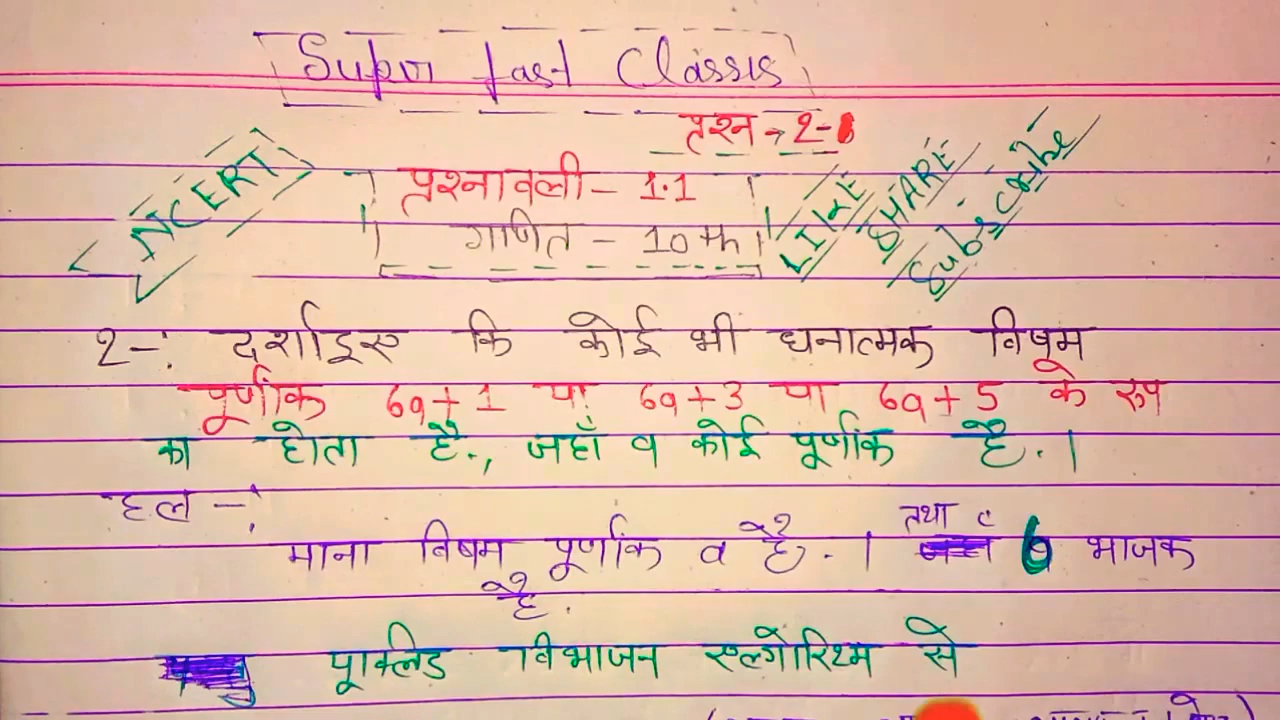 Super fast Classis
प्रश्न → 2-
प्रश्नावली - 1.1
NCERT
गणित - 10th
LIKE
SHARE
Subscribe
2-: दर्शाइए कि कोई भी धनात्मक विषम
पूर्णांक 6q+1 या 6q+3 या 6q+5 के रुप
का होता है., जहाँ व कोई पूर्णांक है. ।
हल -:
माना विषम पूर्णांक व है. । तथा 6 भाजक
है.
यूक्लिड विभाजन एल्गोरिथ्म से